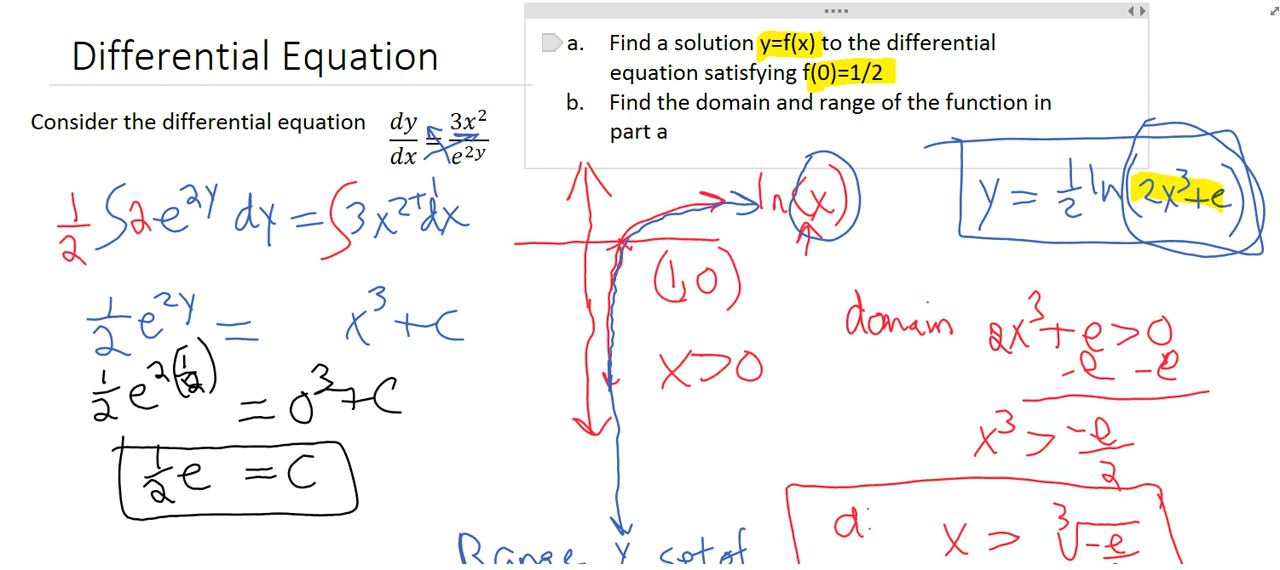 Differential Equation
Consider the differential equation dy/dx = 3x²/e^(2y)
a. Find a solution y=f(x) to the differential
equation satisfying f(0)=1/2
b. Find the domain and range of the function in
part a
1/2 ∫2e^(2y) dy = ∫3x^(2+1) dx
1/2 e^(2y) = x³ + C
1/2 e^(2(1/2)) = 0³ + C
1/2 e = C
ln(x)
(1,0)
x>0
y = 1/2 ln(2x³+e)
domain 2x³+e>0
-e -e
x³ > -e/2
d: x > ³√-e
Range y set of